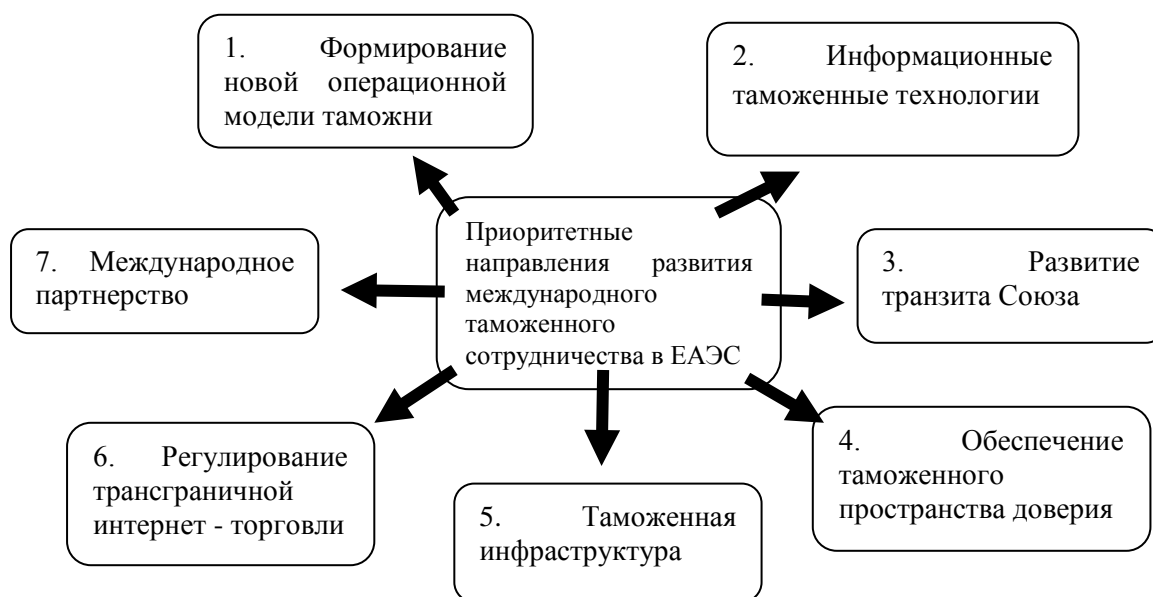 1. Формирование
новой операционной
модели таможни
2. Информационные
таможенные технологии
Приоритетные
направления развития
международного
таможенного
сотрудничества в ЕАЭС
3. Развитие
транзита Союза
4. Обеспечение
таможенного
пространства доверия
5. Таможенная
инфраструктура
6. Регулирование
трансграничной
интернет - торговли
7. Международное
партнерство